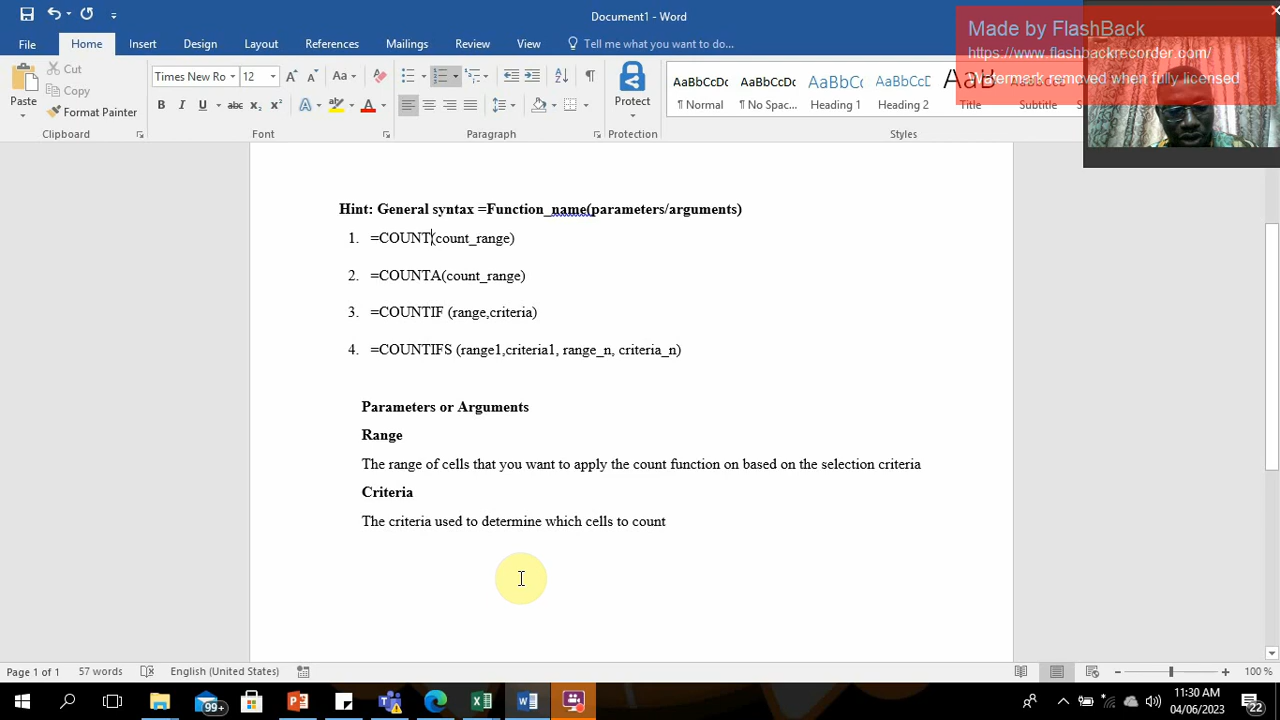 Document1 - Word
Made by FlashBack
https://www.flashbackrecorder.com/
Watermark removed when fully licensed
File Home Insert Design Layout References Mailings Review View Tell me what you want to do...
Paste Cut Copy Format Painter
Times New Ro 12 Aa
Protect
AaBbCcDc AaBbCcDc AaBbCc AaBbCcD AaB
¶ Normal ¶ No Spac... Heading 1 Heading 2 Title Subtitle
Clipboard Font Paragraph Protection Styles
Hint: General syntax =Function_name(parameters/arguments)
1. =COUNT(count_range)
2. =COUNTA(count_range)
3. =COUNTIF (range,criteria)
4. =COUNTIFS (range1,criteria1, range_n, criteria_n)
Parameters or Arguments
Range
The range of cells that you want to apply the count function on based on the selection criteria
Criteria
The criteria used to determine which cells to count
Page 1 of 1 57 words English (United States) 100 %
99+
11:30 AM
04/06/2023
22